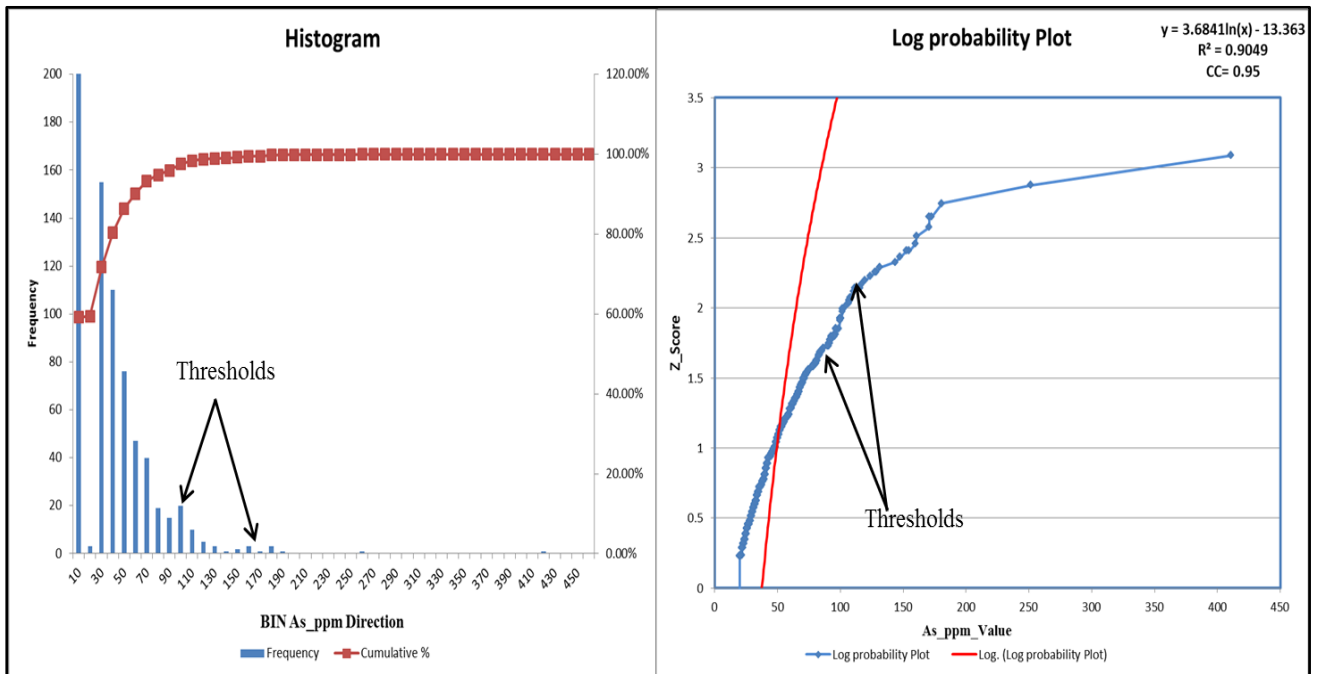 Histogram
200
180
160
140
120
100
80
60
40
20
0
Frequency
120.00%
100.00%
80.00%
60.00%
40.00%
20.00%
0.00%
Thresholds
10 30 50 70 90 110 130 150 170 190 210 230 250 270 290 310 330 350 370 390 410 430 450
BIN As_ppm Direction
Frequency Cumulative %
Log probability Plot
y = 3.6841ln(x) - 13.363
R² = 0.9049
CC= 0.95
3.5
3
2.5
2
1.5
1
0.5
0
Z_Score
Thresholds
0 50 100 150 200 250 300 350 400 450
As_ppm_Value
Log probability Plot Log. (Log probability Plot)